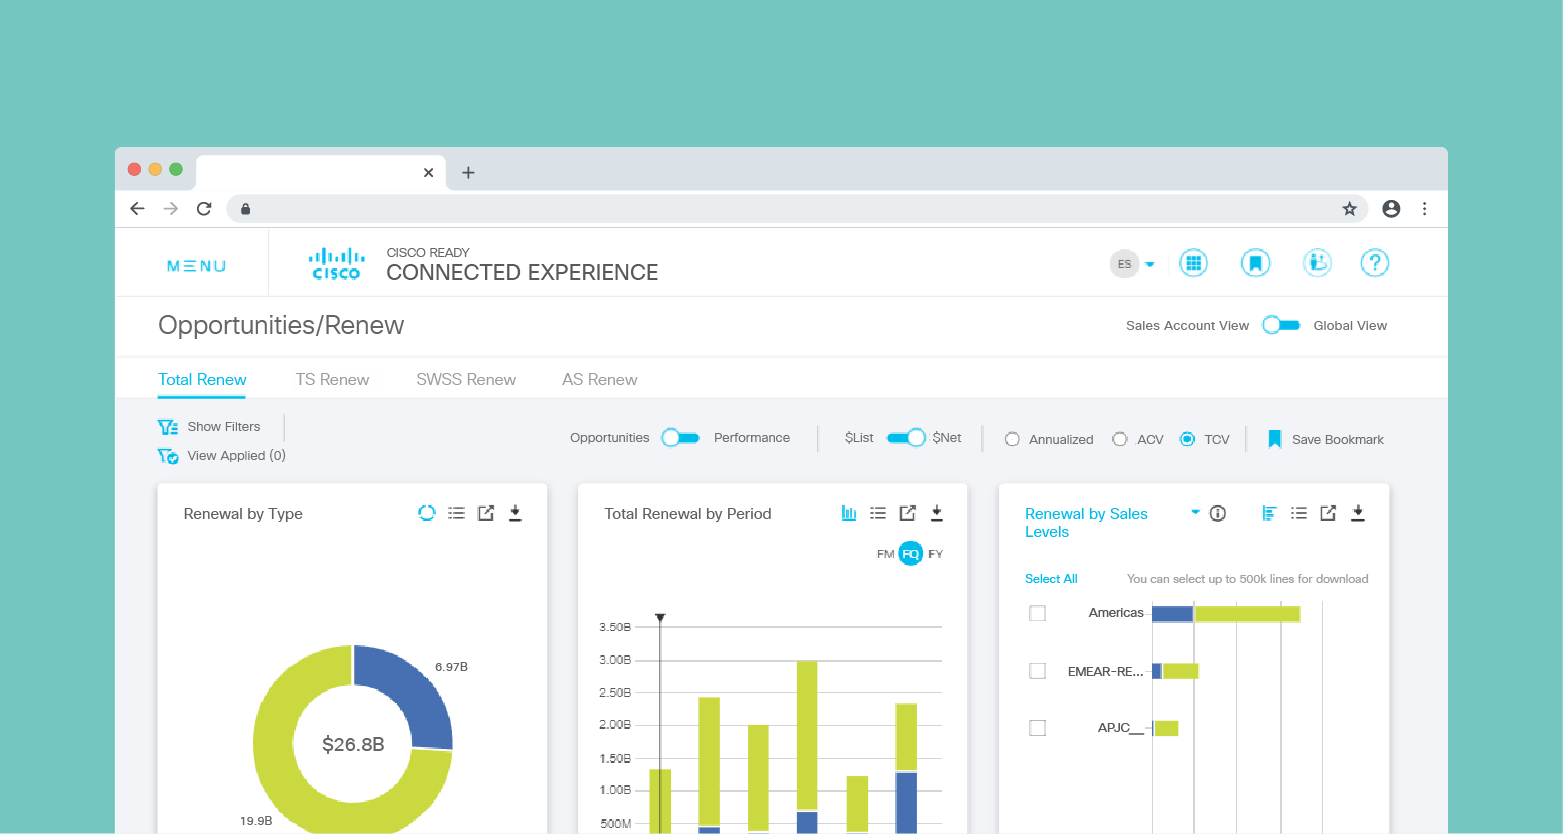 MENU
CISCO
CISCO READY
CONNECTED EXPERIENCE
ES
?
Opportunities/Renew
Sales Account View
Global View
Total Renew
TS Renew
SWSS Renew
AS Renew
Show Filters
View Applied (0)
Opportunities
Performance
$List
$Net
Annualized
ACV
TCV
Save Bookmark
Renewal by Type
6.97B
$26.8B
19.9B
Total Renewal by Period
FM
FQ
FY
3.50B
3.00B
2.50B
2.00B
1.50B
1.00B
500M
Renewal by Sales
Levels
Select All
You can select up to 500k lines for download
Americas
EMEAR-RE...
APJC__